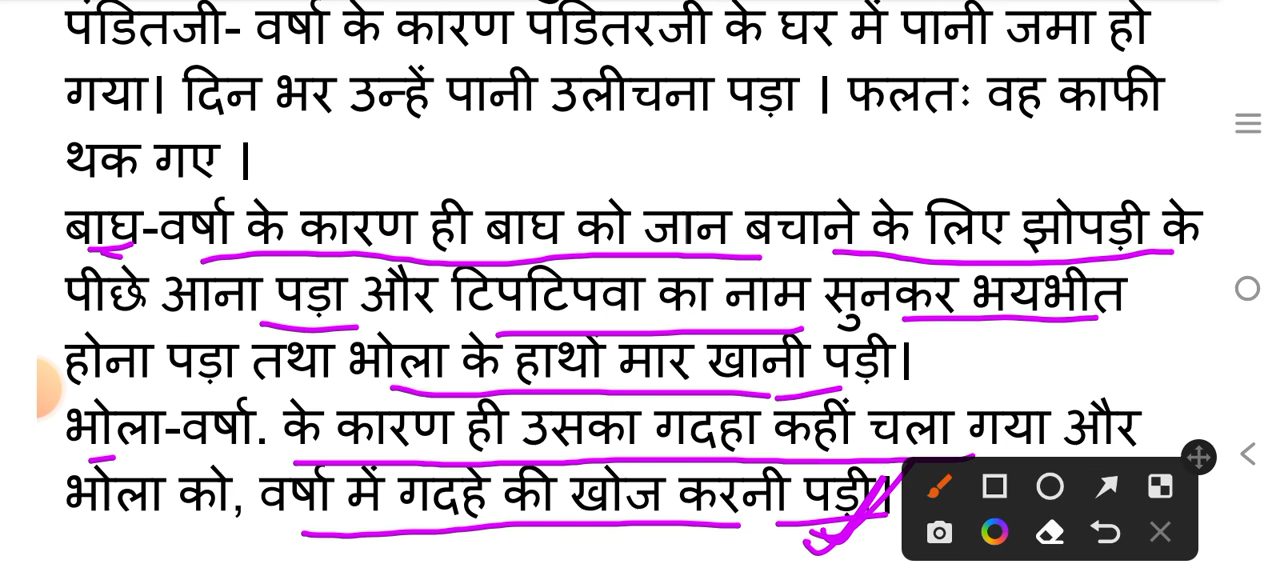 पंडितजी- वर्षा के कारण पंडितरजी के घर में पानी जमा हो
गया। दिन भर उन्हें पानी उलीचना पड़ा | फलतः वह काफी
थक गए |
बाघ-वर्षा के कारण ही बाघ को जान बचाने के लिए झोपड़ी के
पीछे आना पड़ा और टिपटिपवा का नाम सुनकर भयभीत
होना पड़ा तथा भोला के हाथो मार खानी पड़ी।
भोला-वर्षा. के कारण ही उसका गदहा कहीं चला गया और
भोला को, वर्षा में गदहे की खोज करनी पड़ी।